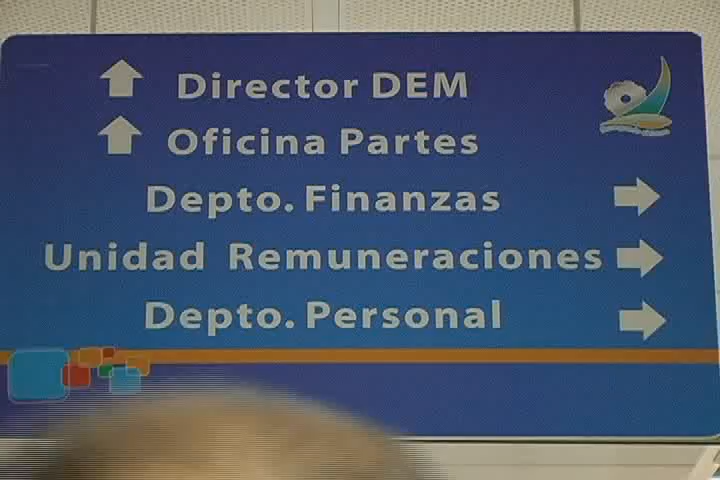 Director DEM
Oficina Partes
Depto. Finanzas
Unidad Remuneraciones
Depto. Personal